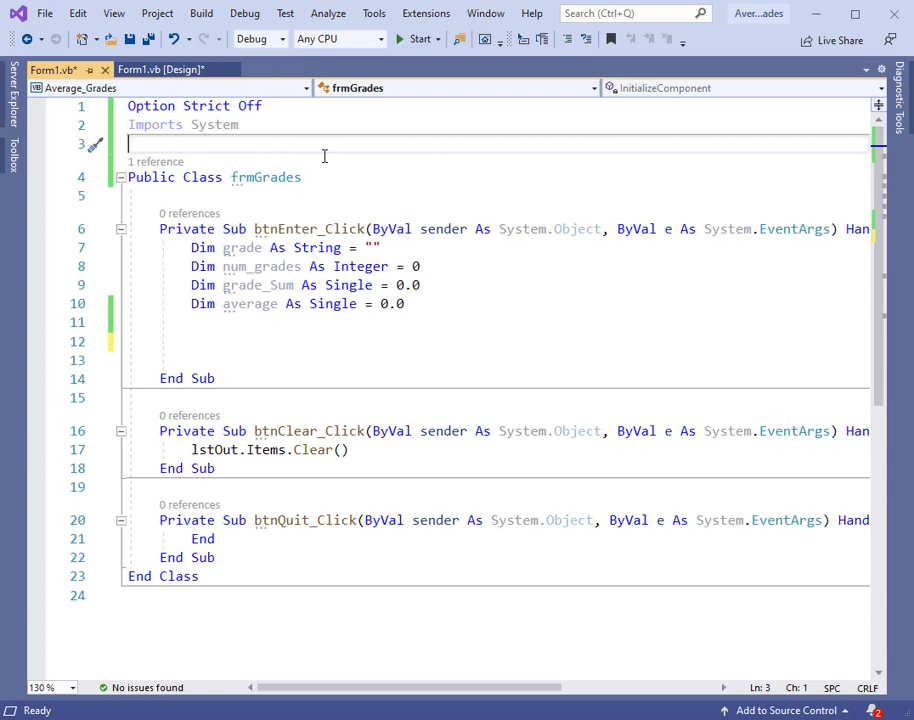 File Edit View Project Build Debug Test Analyze Tools Extensions Window Help Search (Ctrl+Q) Aver...ades
Debug Any CPU Start Live Share
Form1.vb* Form1.vb [Design]*
VB Average_Grades frmGrades InitializeComponent
Server Explorer
Toolbox
Diagnostic Tools
1 Option Strict Off
2 Imports System
3
1 reference
4 Public Class frmGrades
5
0 references
6 Private Sub btnEnter_Click(ByVal sender As System.Object, ByVal e As System.EventArgs) Han
7 Dim grade As String = ""
8 Dim num_grades As Integer = 0
9 Dim grade_Sum As Single = 0.0
10 Dim average As Single = 0.0
11
12
13
14 End Sub
15
0 references
16 Private Sub btnClear_Click(ByVal sender As System.Object, ByVal e As System.EventArgs) Han
17 lstOut.Items.Clear()
18 End Sub
19
0 references
20 Private Sub btnQuit_Click(ByVal sender As System.Object, ByVal e As System.EventArgs) Hand
21 End
22 End Sub
23 End Class
24
130 % No issues found Ln: 3 Ch: 1 SPC CRLF
Ready Add to Source Control 2